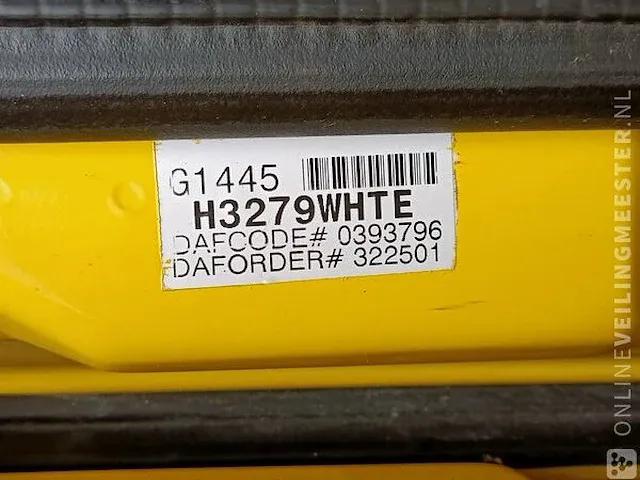 G1445
H3279WHTE
DAFCODE# 0393796
DAFORDER# 322501
ONLINEVEILINGMEESTER.NL